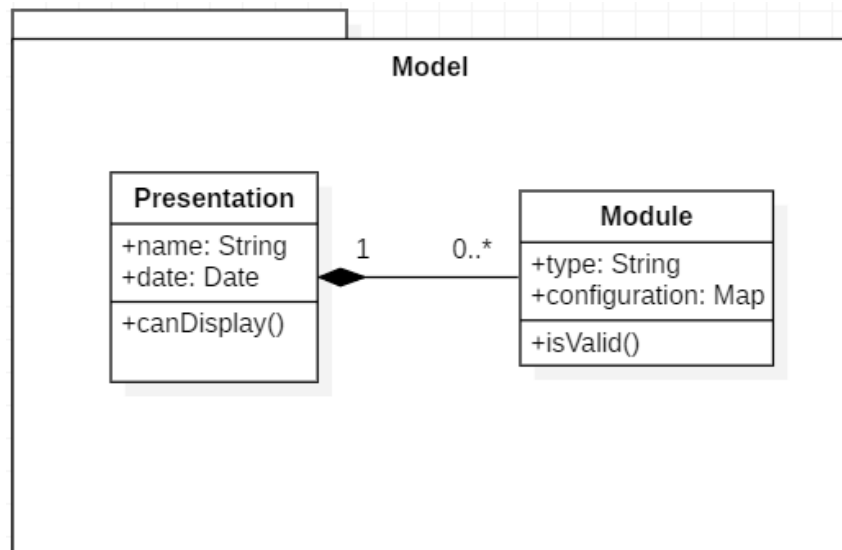 Model
Presentation
+name: String
+date: Date
+canDisplay()
1
0..*
Module
+type: String
+configuration: Map
+isValid()